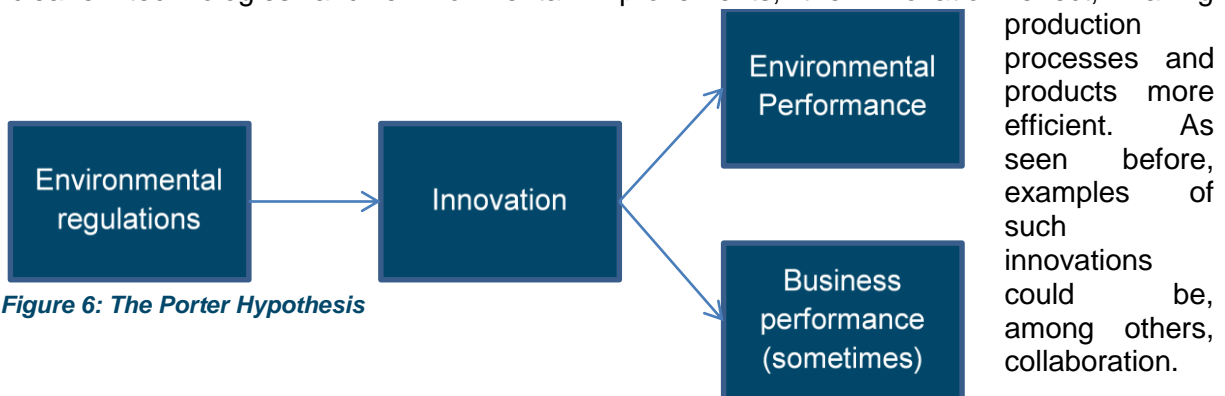 production
processes and
products more
efficient. As
seen before,
examples of
such
innovations
could be,
among others,
collaboration.
Environmental
regulations
Innovation
Environmental
Performance
Business
performance
(sometimes)
Figure 6: The Porter Hypothesis